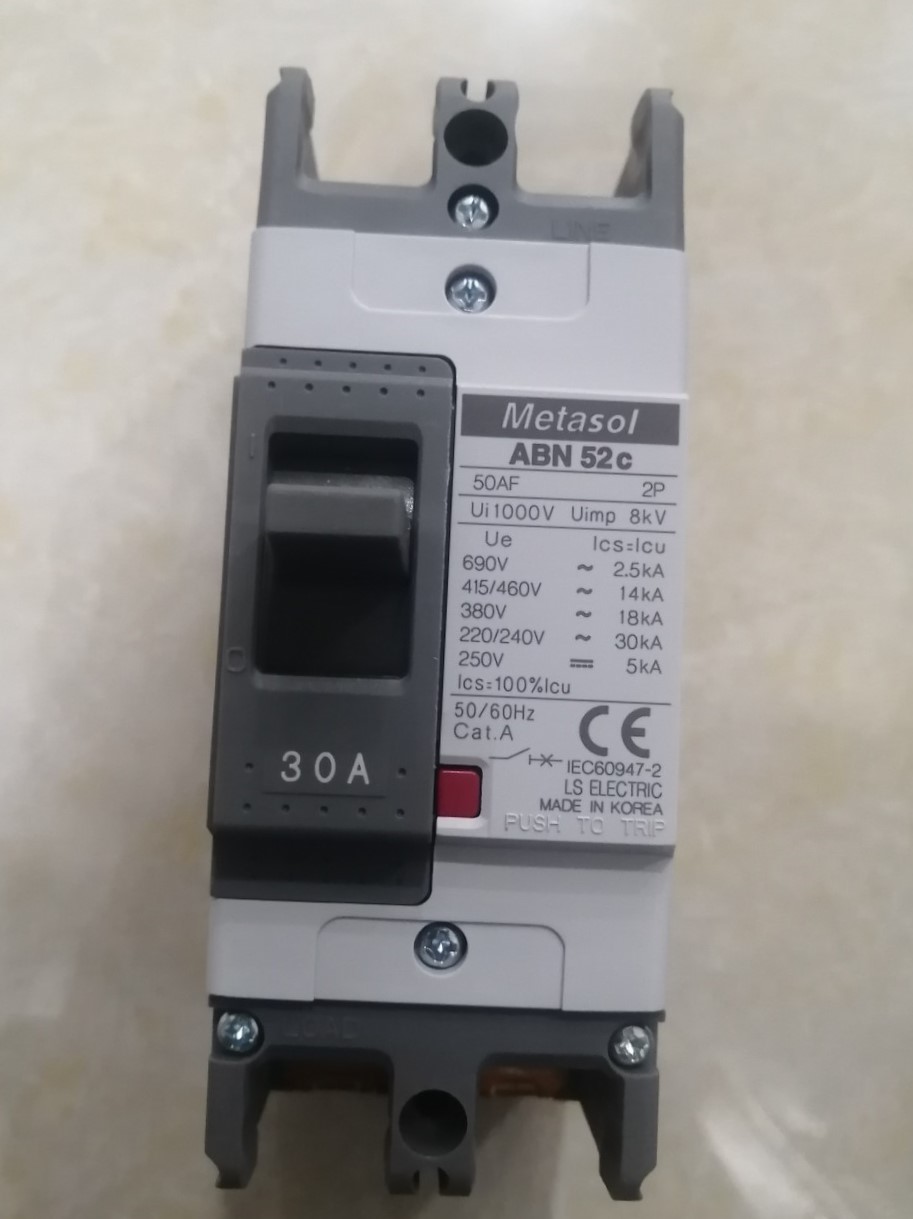 LINE
Metasol
ABN 52c
50AF 2P
Ui1000V Uimp 8kV
Ue Ics=Icu
690V ~ 2.5kA
415/460V ~ 14kA
380V ~ 18kA
220/240V ~ 30kA
250V ⎓ 5kA
Ics=100%Icu
50/60Hz
Cat.A
CE
IEC60947-2
LS ELECTRIC
MADE IN KOREA
PUSH TO TRIP
I
O
30A
LOAD